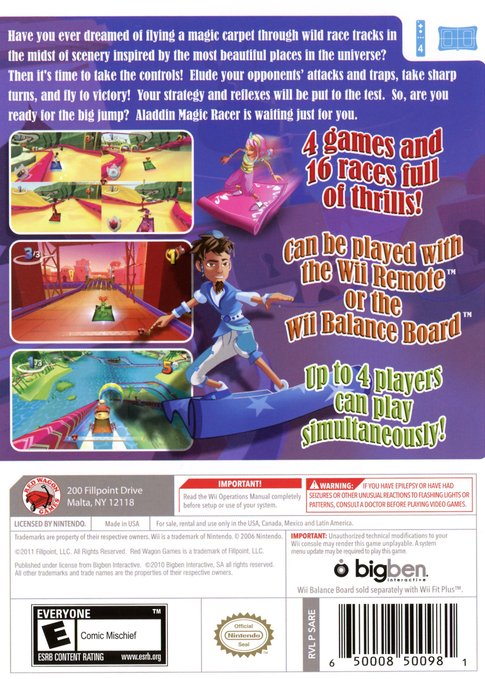 Have you ever dreamed of flying a magic carpet through wild race tracks in
the midst of scenery inspired by the most beautiful places in the universe?
Then it's time to take the controls! Elude your opponents' attacks and traps, take sharp
turns, and fly to victory! Your strategy and reflexes will be put to the test. So, are you
ready for the big jump? Aladdin Magic Racer is waiting just for you.
4
4 games and
16 races full
of thrills!
3/3
Can be played with
the Wii Remote™
or the
Wii Balance Board™
Up to 4 players
can play
simultaneously!
RED WAGON
GAMES
200 Fillpoint Drive
Malta, NY 12118
IMPORTANT!
Read the Wii Operations Manual completely
before setup or use of your system.
WARNING: IF YOU HAVE EPILEPSY OR HAVE HAD
SEIZURES OR OTHER UNUSUAL REACTIONS TO FLASHING LIGHTS OR
PATTERNS, CONSULT A DOCTOR BEFORE PLAYING VIDEO GAMES.
LICENSED BY NINTENDO.
Made in USA
For sale, rental and use only in the USA, Canada, Mexico and Latin America.
Trademarks are property of their respective owners. Wii is a trademark of Nintendo. © 2006 Nintendo.
©2011 Fillpoint, LLC. All Rights Reserved. Red Wagon Games is a trademark of Fillpoint, LLC.
Published under license from Bigben Interactive. ©2010 Bigben Interactive, SA all rights reserved.
All other trademarks and trade names are the properties of their respective owners.
IMPORTANT: Unauthorized technical modifications to your
Wii console may render this game unplayable. A system
menu update may be required to play this game.
bigben
interactive
Wii Balance Board sold separately with Wii Fit Plus™.
EVERYONE ™
E
Comic Mischief
ESRB CONTENT RATING www.esrb.org
Official
Nintendo
Seal
RVL P SARE
6 50008 50098 1